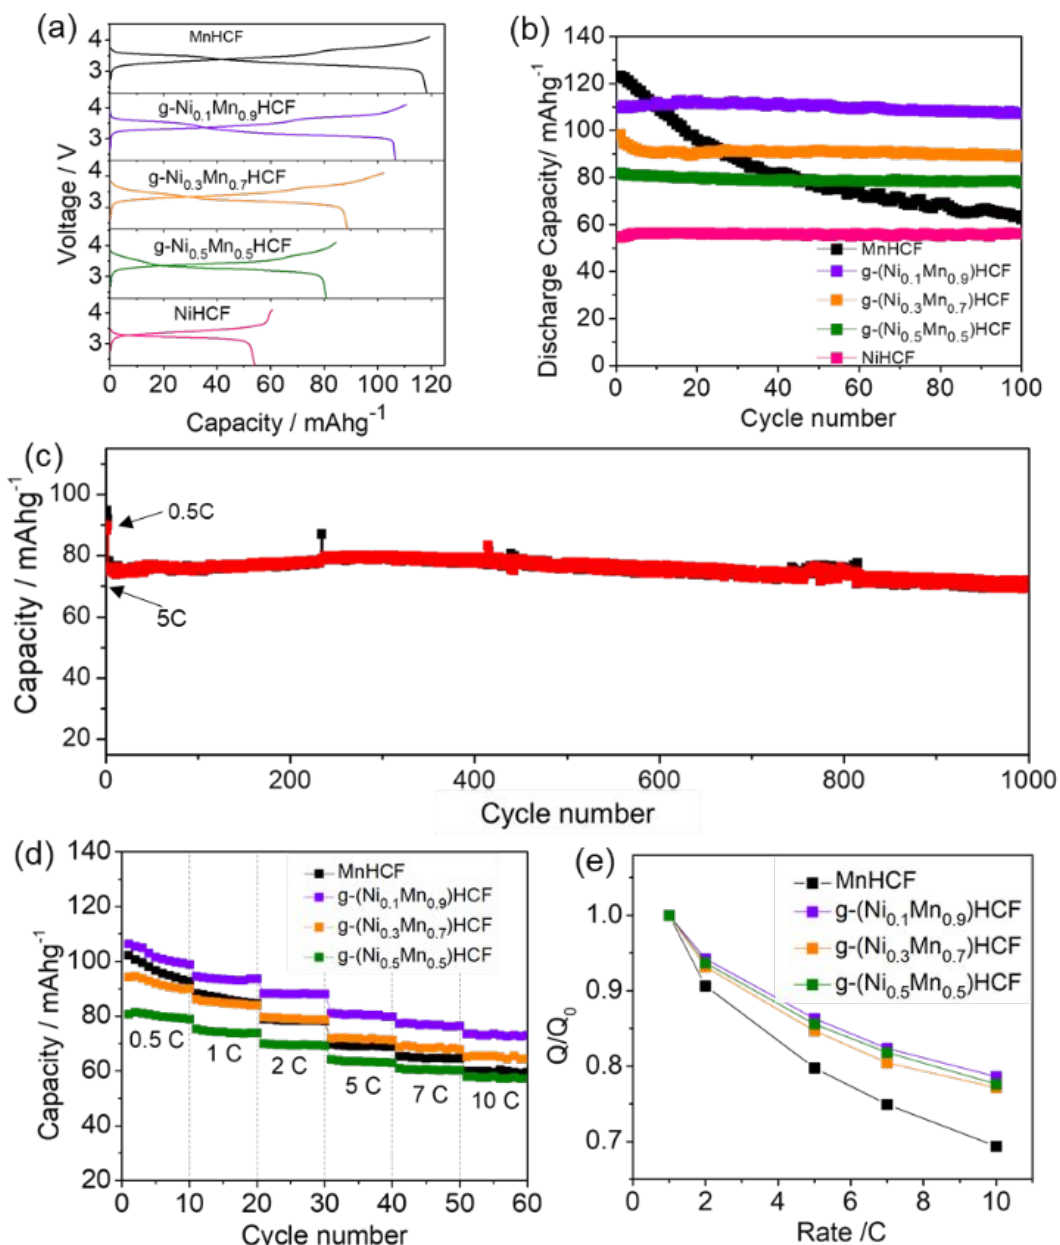 (a)
4
3
MnHCF
4
3
g-Ni0.1Mn0.9HCF
4
3
g-Ni0.3Mn0.7HCF
4
3
g-Ni0.5Mn0.5HCF
4
3
NiHCF
Voltage / V
0 20 40 60 80 100 120
Capacity / mAhg-1
(b)
140
120
100
80
60
40
20
0
Discharge Capacity/ mAhg-1
MnHCF
g-(Ni0.1Mn0.9)HCF
g-(Ni0.3Mn0.7)HCF
g-(Ni0.5Mn0.5)HCF
NiHCF
0 20 40 60 80 100
Cycle number
(c)
100
80
60
40
20
Capacity / mAhg-1
0.5C
5C
0 200 400 600 800 1000
Cycle number
(d)
140
120
100
80
60
40
20
Capacity / mAhg-1
MnHCF
g-(Ni0.1Mn0.9)HCF
g-(Ni0.3Mn0.7)HCF
g-(Ni0.5Mn0.5)HCF
0.5 C
1 C
2 C
5 C
7 C
10 C
0 10 20 30 40 50 60
Cycle number
(e)
1.0
0.9
0.8
0.7
Q/Q0
MnHCF
g-(Ni0.1Mn0.9)HCF
g-(Ni0.3Mn0.7)HCF
g-(Ni0.5Mn0.5)HCF
0 2 4 6 8 10
Rate /C